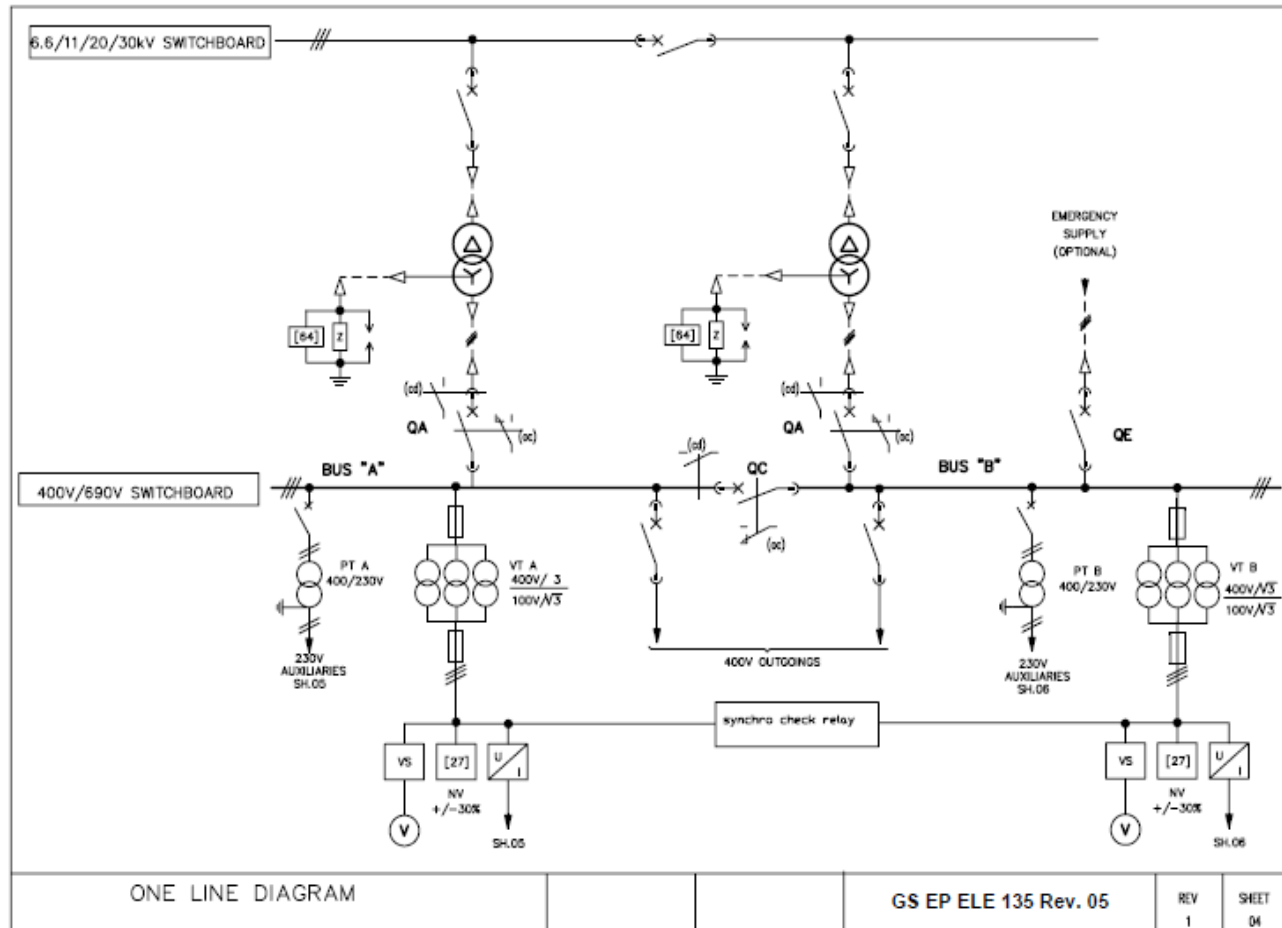 6.6/11/20/30kV SWITCHBOARD
EMERGENCY
SUPPLY
(OPTIONAL)
[64]
Z
[64]
Z
(cd)
(cd)
QA
(oc)
QA
(oc)
QE
BUS "A"
(cd)
QC
BUS "B"
400V/690V SWITCHBOARD
(oc)
PT A
400/230V
VT A
400V/ 3
100V/√3
PT B
400/230V
VT B
400V/√3
100V/√3
230V
AUXILIARIES
SH.05
400V OUTGOINGS
230V
AUXILIARIES
SH.06
synchro check relay
VS
[27]
U
I
VS
[27]
U
I
NV
+/-30%
NV
+/-30%
V
SH.05
V
SH.06
ONE LINE DIAGRAM
GS EP ELE 135 Rev. 05
REV
1
SHEET
04